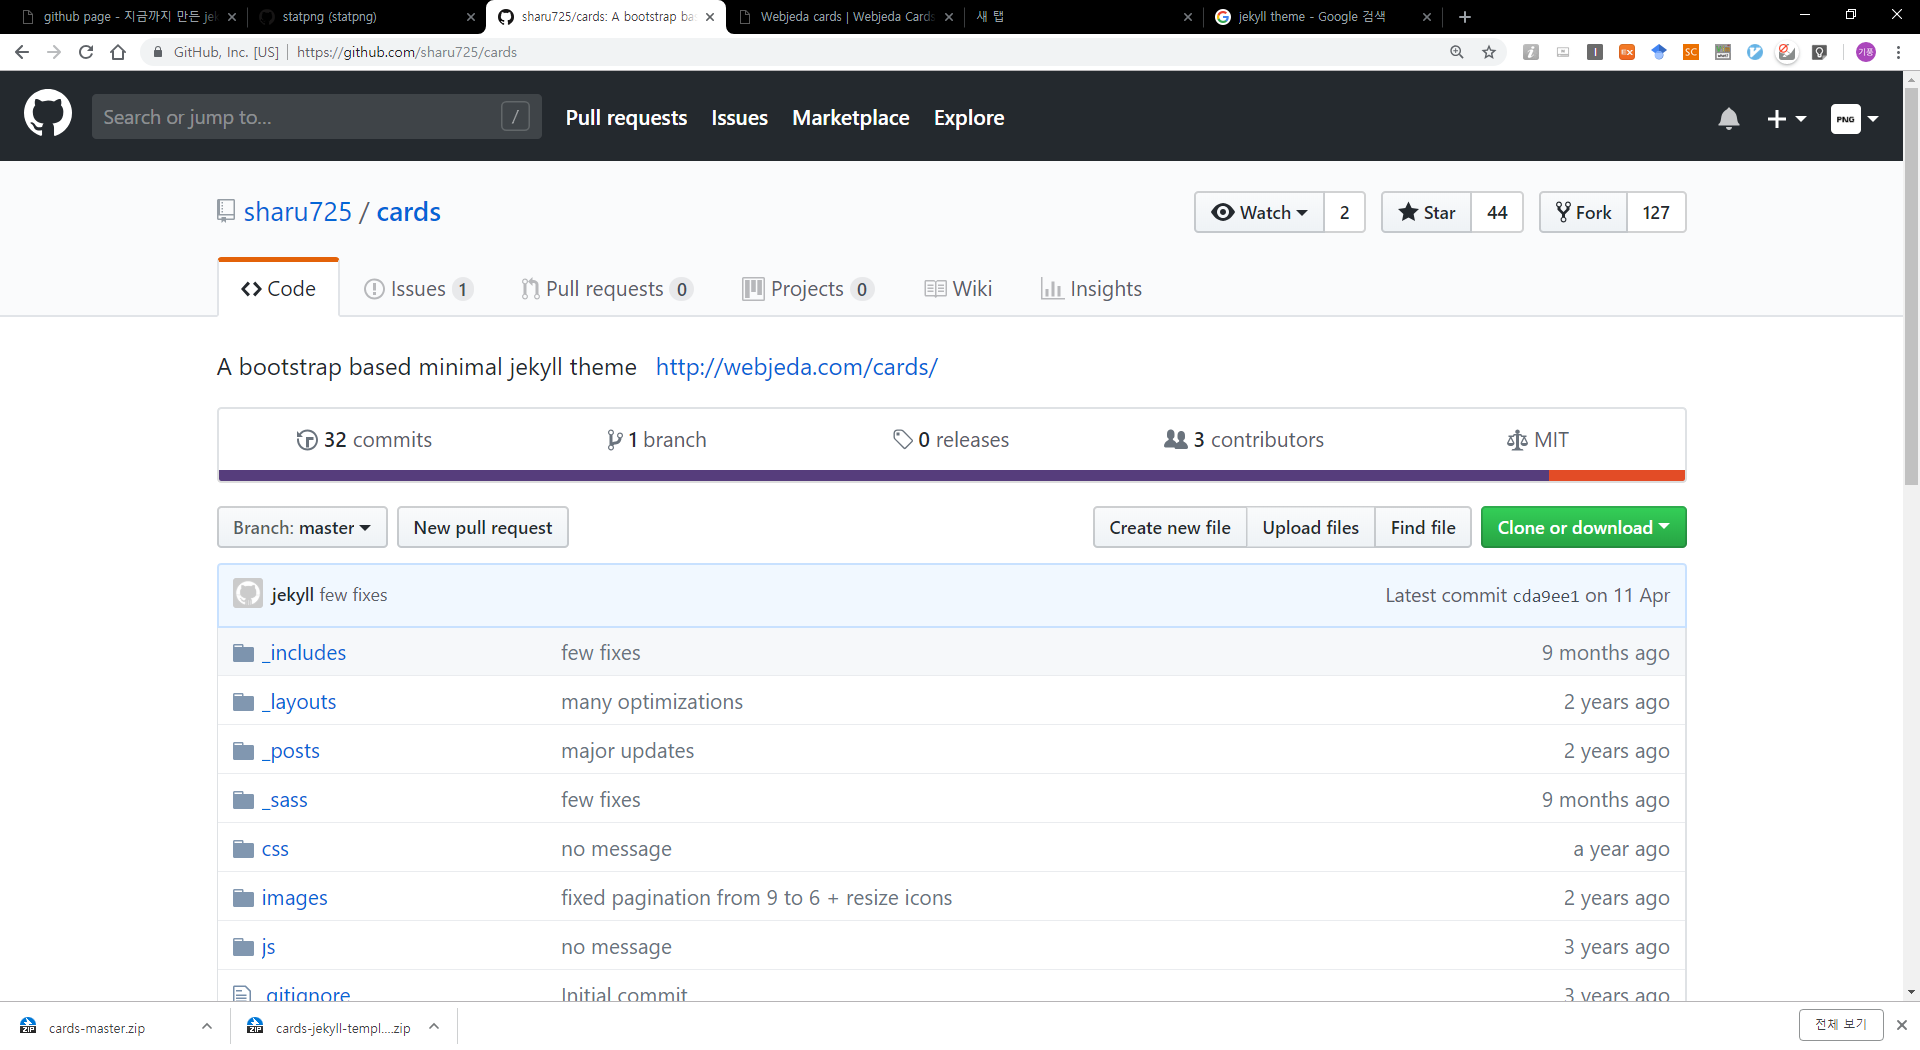 github page - 지금까지 만든 jek
statpng (statpng)
sharu725/cards: A bootstrap ba
Webjeda cards | Webjeda Cards
새 탭
jekyll theme - Google 검색
GitHub, Inc. [US] | https://github.com/sharu725/cards
Search or jump to... /
Pull requests Issues Marketplace Explore
PNG
sharu725 / cards
Watch 2 Star 44 Fork 127
Code Issues 1 Pull requests 0 Projects 0 Wiki Insights
A bootstrap based minimal jekyll theme http://webjeda.com/cards/
32 commits 1 branch 0 releases 3 contributors MIT
Branch: master New pull request Create new file Upload files Find file Clone or download
jekyll few fixes Latest commit cda9ee1 on 11 Apr
_includes few fixes 9 months ago
_layouts many optimizations 2 years ago
_posts major updates 2 years ago
_sass few fixes 9 months ago
css no message a year ago
images fixed pagination from 9 to 6 + resize icons 2 years ago
js no message 3 years ago
.gitignore Initial commit 3 years ago
cards-master.zip cards-jekyll-templ....zip 전체 보기